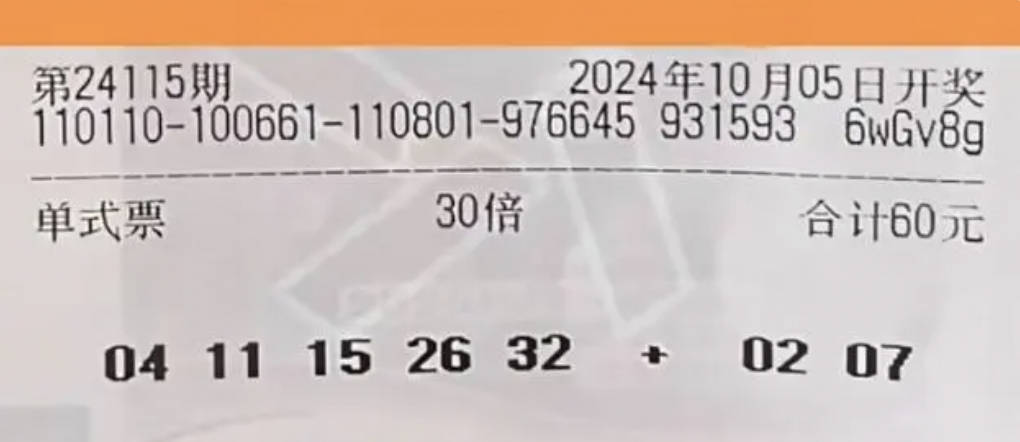 第24115期 2024年10月05日开奖
110110-100661-110801-976645 931593 6wGv8g
单式票 30倍 合计60元
04 11 15 26 32 + 02 07